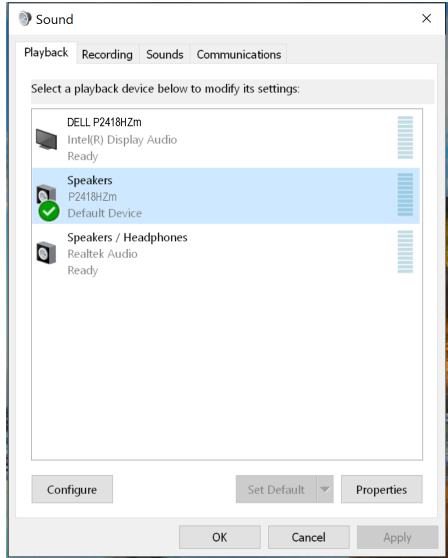 Sound
Playback Recording Sounds Communications
Select a playback device below to modify its settings:
DELL P2418HZm
Intel(R) Display Audio
Ready
Speakers
P2418HZm
Default Device
Speakers / Headphones
Realtek Audio
Ready
Configure Set Default Properties
OK Cancel Apply